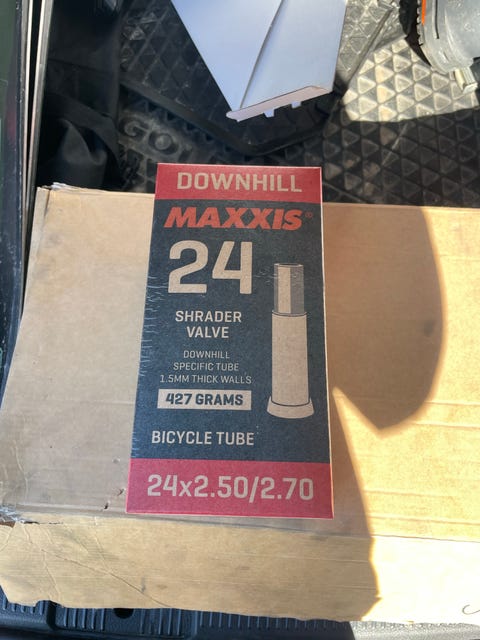 DOWNHILL
MAXXIS®
24
SHRADER
VALVE
DOWNHILL
SPECIFIC TUBE
1.5MM THICK WALLS
427 GRAMS
BICYCLE TUBE
24x2.50/2.70